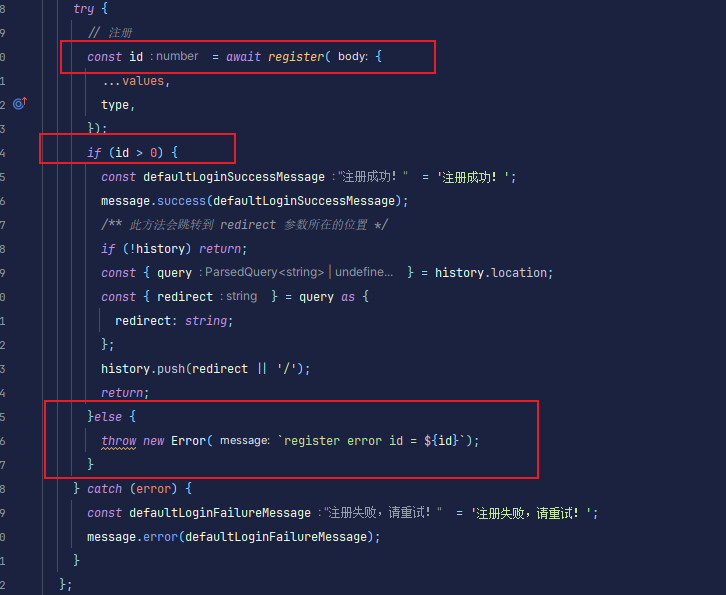 8 try {
9 // 注册
0 const id : number = await register( body: {
1 ...values,
2 type,
3 });
4 if (id > 0) {
5 const defaultLoginSuccessMessage : "注册成功！" = '注册成功！';
6 message.success(defaultLoginSuccessMessage);
7 /** 此方法会跳转到 redirect 参数所在的位置 */
8 if (!history) return;
9 const { query : ParsedQuery<string> | undefine... } = history.location;
0 const { redirect : string } = query as {
1 redirect: string;
2 };
3 history.push(redirect || '/');
4 return;
5 }else {
6 throw new Error( message: `register error id = ${id}`);
7 }
8 } catch (error) {
9 const defaultLoginFailureMessage : "注册失败，请重试！" = '注册失败，请重试！';
0 message.error(defaultLoginFailureMessage);
1 }
2 };